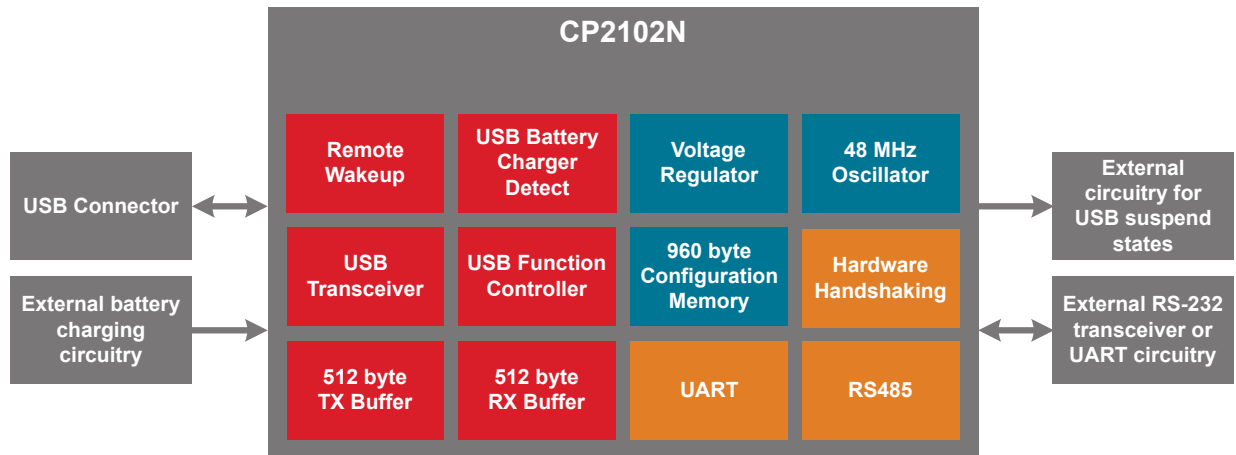 CP2102N
Remote
Wakeup
USB Battery
Charger
Detect
Voltage
Regulator
48 MHz
Oscillator
USB Connector
External
circuitry for
USB suspend
states
USB
Transceiver
USB Function
Controller
960 byte
Configuration
Memory
Hardware
Handshaking
External battery
charging
circuitry
External RS-232
transceiver or
UART circuitry
512 byte
TX Buffer
512 byte
RX Buffer
UART
RS485